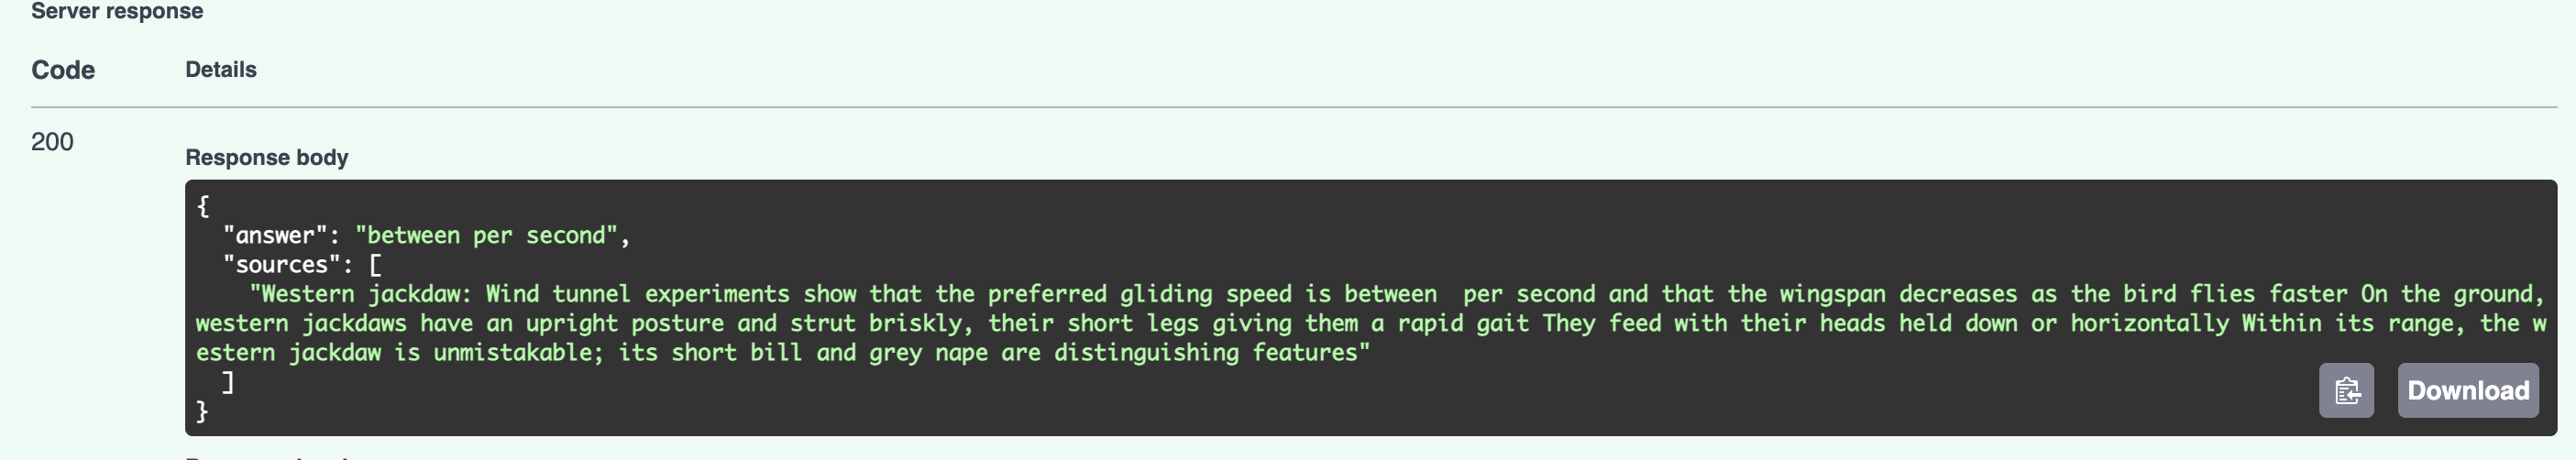 Server response
Code Details
200
Response body
{
  "answer": "between per second",
  "sources": [
    "Western jackdaw: Wind tunnel experiments show that the preferred gliding speed is between  per second and that the wingspan decreases as the bird flies faster On the ground,
western jackdaws have an upright posture and strut briskly, their short legs giving them a rapid gait They feed with their heads held down or horizontally Within its range, the w
estern jackdaw is unmistakable; its short bill and grey nape are distinguishing features"
  ]
}
Download